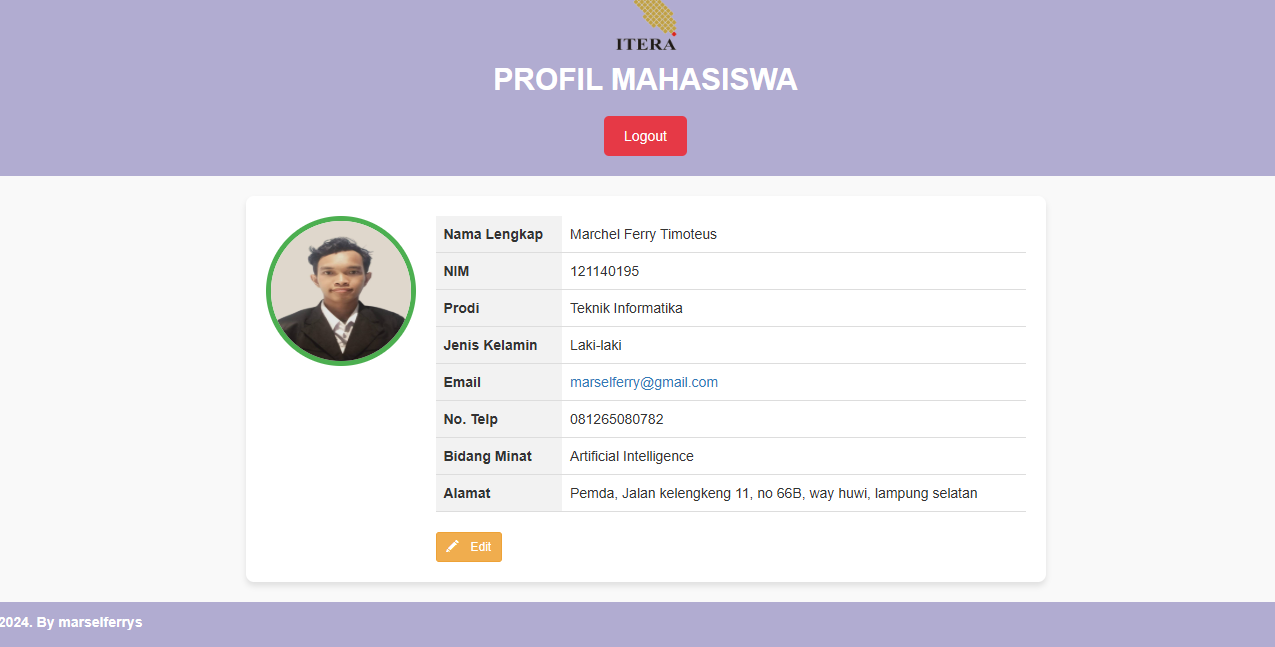 ITERA
PROFIL MAHASISWA
Logout
Nama Lengkap Marchel Ferry Timoteus
NIM 121140195
Prodi Teknik Informatika
Jenis Kelamin Laki-laki
Email marselferry@gmail.com
No. Telp 081265080782
Bidang Minat Artificial Intelligence
Alamat Pemda, Jalan kelengkeng 11, no 66B, way huwi, lampung selatan
Edit
2024. By marselferrys